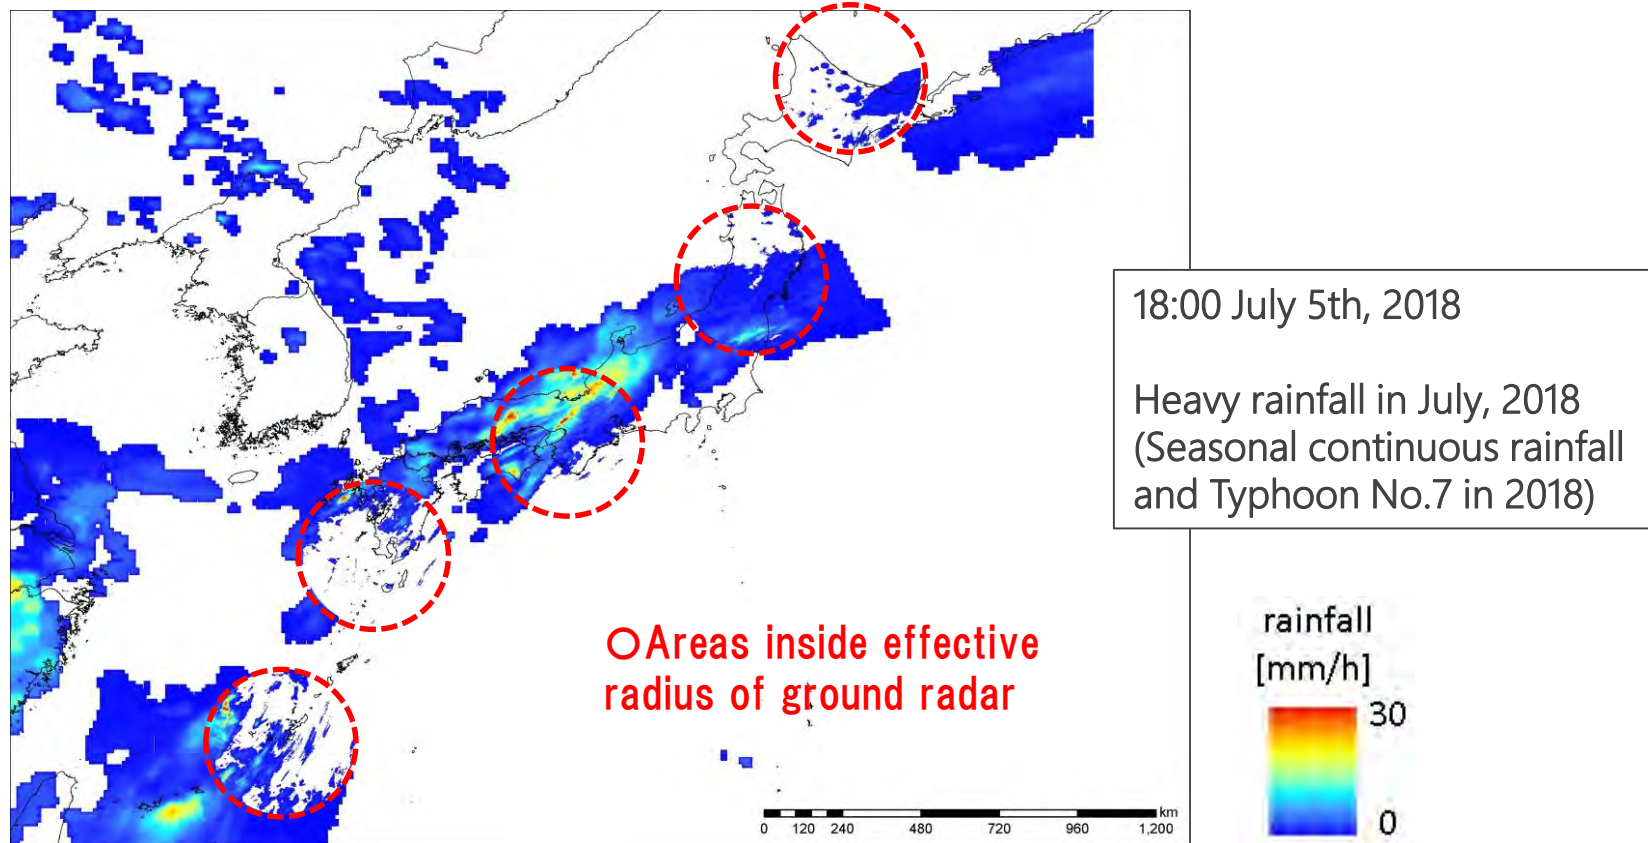 18:00 July 5th, 2018
Heavy rainfall in July, 2018
(Seasonal continuous rainfall
and Typhoon No.7 in 2018)
○Areas inside effective
radius of ground radar
rainfall
[mm/h]
30
0
km
0 120 240 480 720 960 1,200